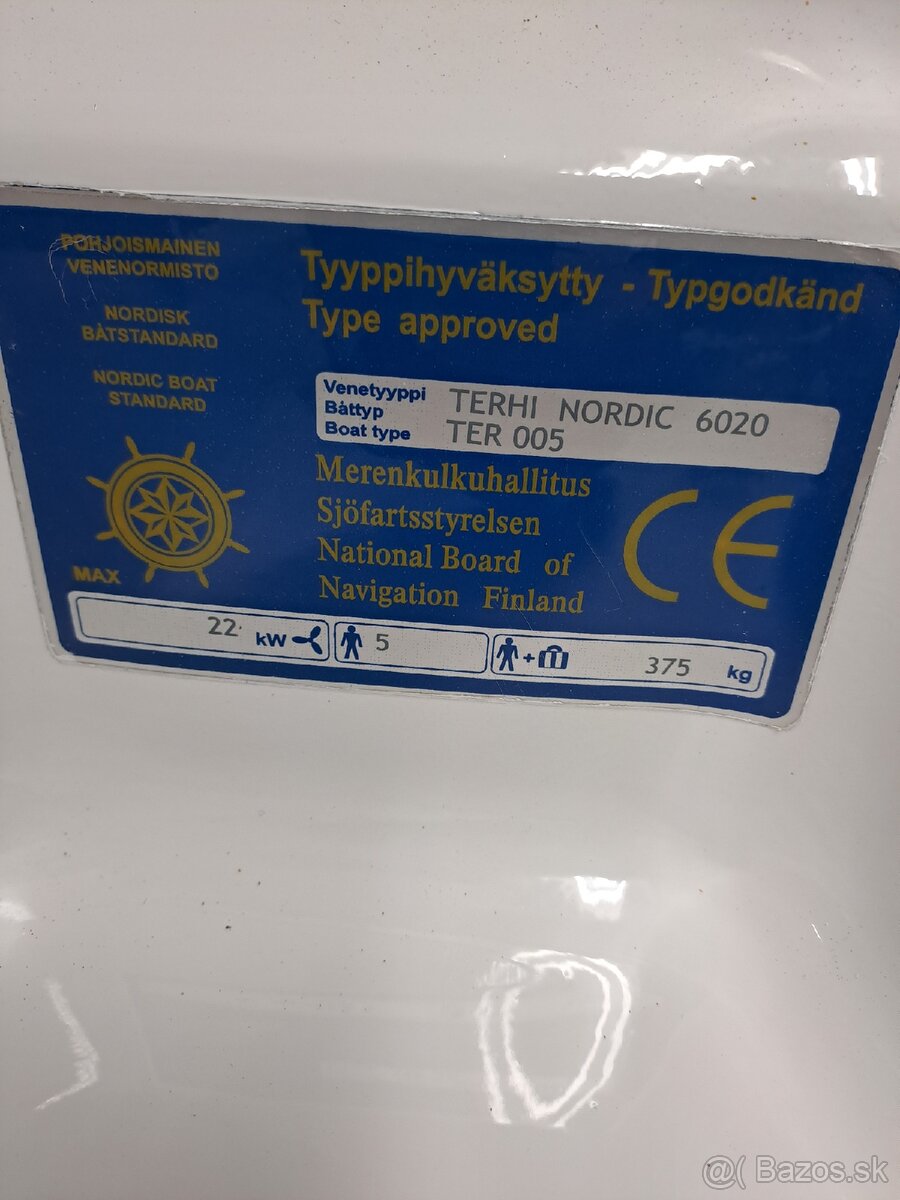 POHJOISMAINEN
VENENORMISTO
NORDISK
BÅTSTANDARD
NORDIC BOAT
STANDARD
Tyyppihyväksytty - Typgodkänd
Type approved
Venetyyppi
Båttyp
Boat type
TERHI NORDIC 6020
TER 005
Merenkulkuhallitus
Sjöfartsstyrelsen
National Board of
Navigation Finland
CE
MAX
22 kW
5
+
375 kg
@( Bazos.sk